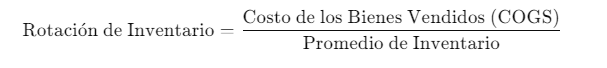 Rotación de Inventario = Costo de los Bienes Vendidos (COGS)
Promedio de Inventario